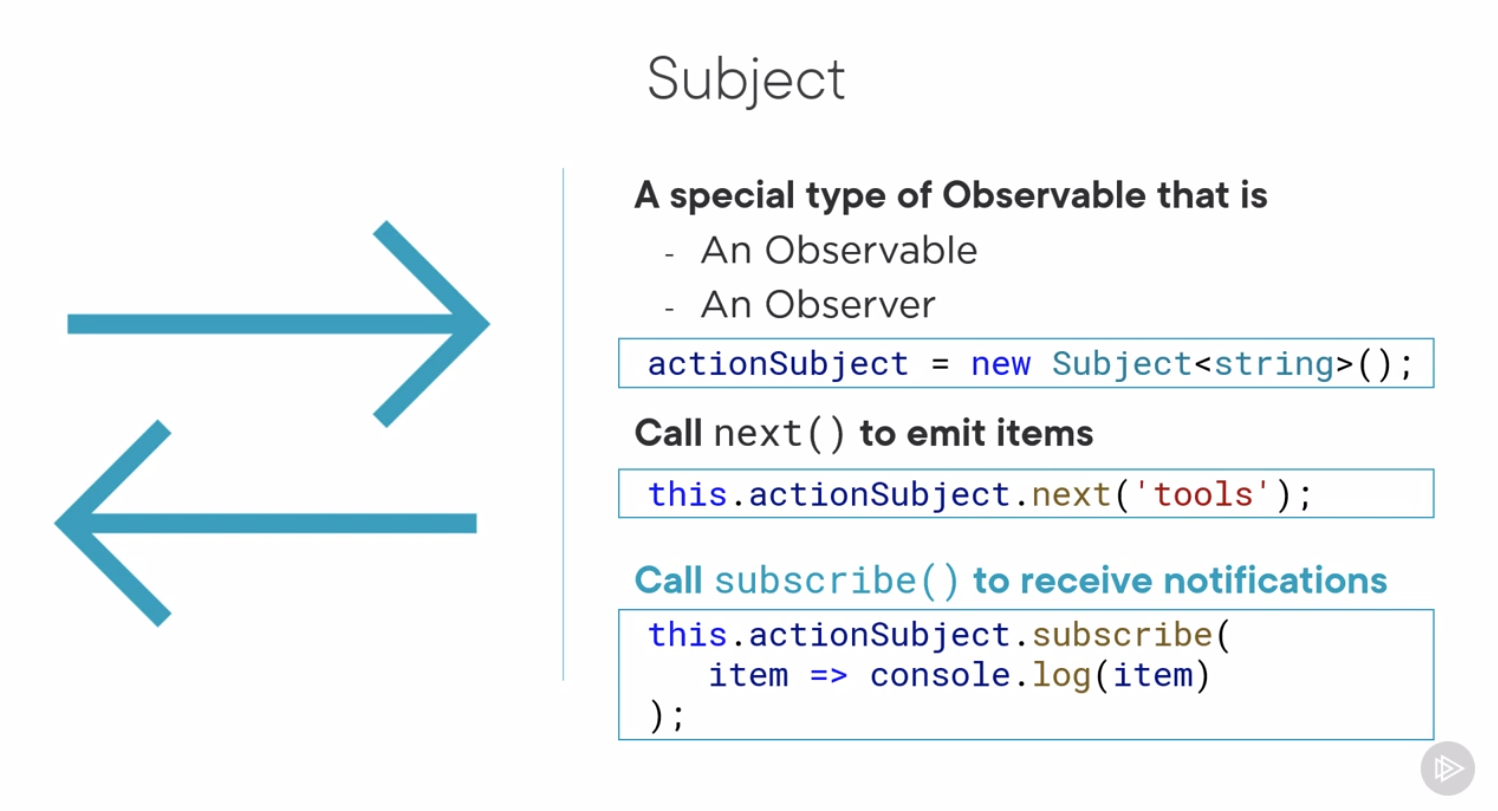 Subject
A special type of Observable that is
- An Observable
- An Observer
actionSubject = new Subject<string>();
Call next() to emit items
this.actionSubject.next('tools');
Call subscribe() to receive notifications
this.actionSubject.subscribe(
item => console.log(item)
);